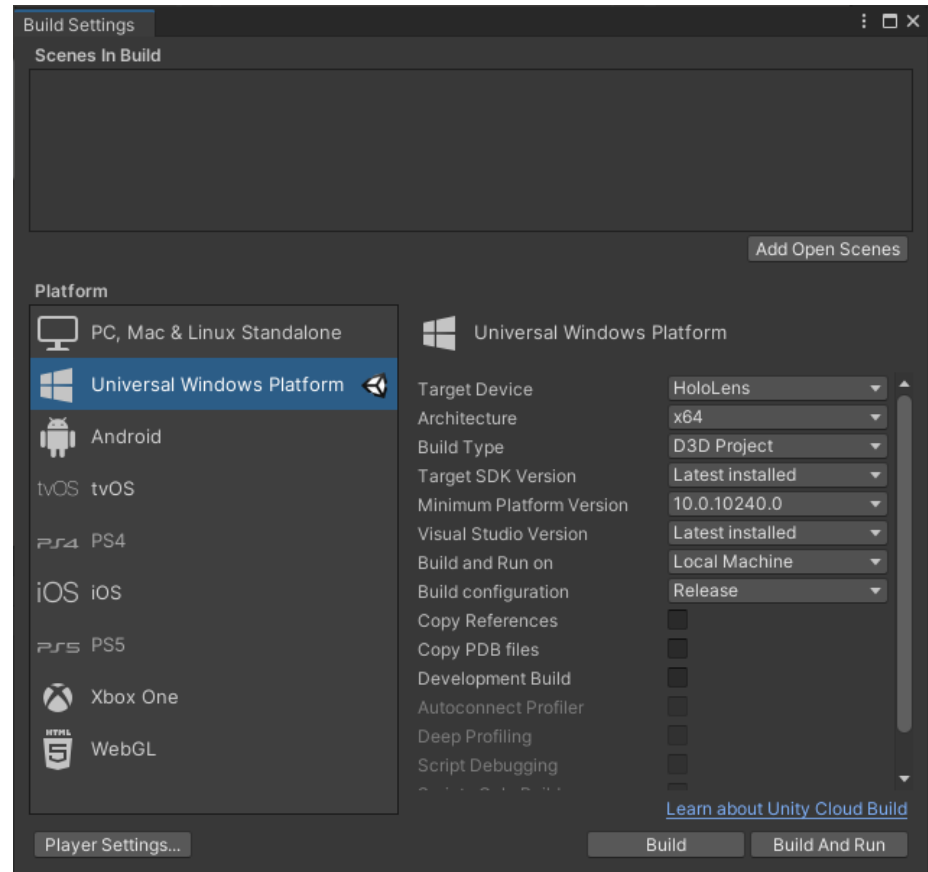 Build Settings
Scenes In Build
Add Open Scenes
Platform
PC, Mac & Linux Standalone
Universal Windows Platform
Android
tvOS tvOS
PS4 PS4
iOS iOS
PS5 PS5
Xbox One
HTML
5 WebGL
Universal Windows Platform
Target Device HoloLens
Architecture x64
Build Type D3D Project
Target SDK Version Latest installed
Minimum Platform Version 10.0.10240.0
Visual Studio Version Latest installed
Build and Run on Local Machine
Build configuration Release
Copy References
Copy PDB files
Development Build
Autoconnect Profiler
Deep Profiling
Script Debugging
Learn about Unity Cloud Build
Player Settings...
Build
Build And Run